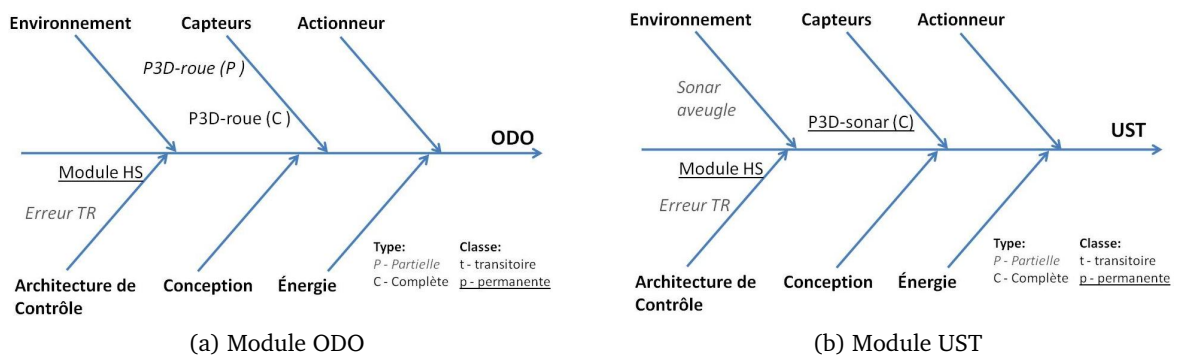 Environnement
Capteurs
Actionneur
P3D-roue (P )
P3D-roue (C )
ODO
Module HS
Erreur TR
Type:
Classe:
P - Partielle
t - transitoire
C - Complète
p - permanente
Architecture de
Contrôle
Conception
Énergie
(a) Module ODO
Environnement
Capteurs
Actionneur
Sonar
aveugle
P3D-sonar (C)
UST
Module HS
Erreur TR
Type:
Classe:
P - Partielle
t - transitoire
C - Complète
p - permanente
Architecture de
Contrôle
Conception
Énergie
(b) Module UST